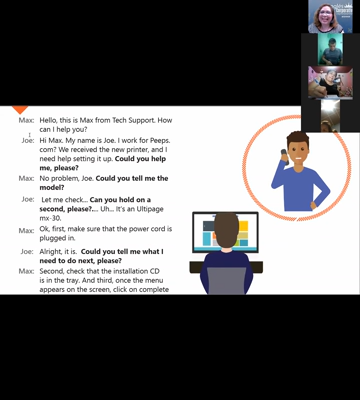 Max: Hello, this is Max from Tech Support. How
can I help you?
Joe: Hi Max. My name is Joe. I work for Peeps.
com? We received the new printer, and I
need help setting it up. Could you help
me, please?
Max: No problem, Joe. Could you tell me the
model?
Joe: Let me check... Can you hold on
a second, please?... Uh... It's an Ultipage
mx-30.
Max: Ok, first, make sure that the power cord is
plugged in.
Joe: Alright, it is. Could you tell me what I
need to do next, please?
Max: Second, check that the installation CD
is in the tray. And third, once the menu
appears on the screen, click on complete